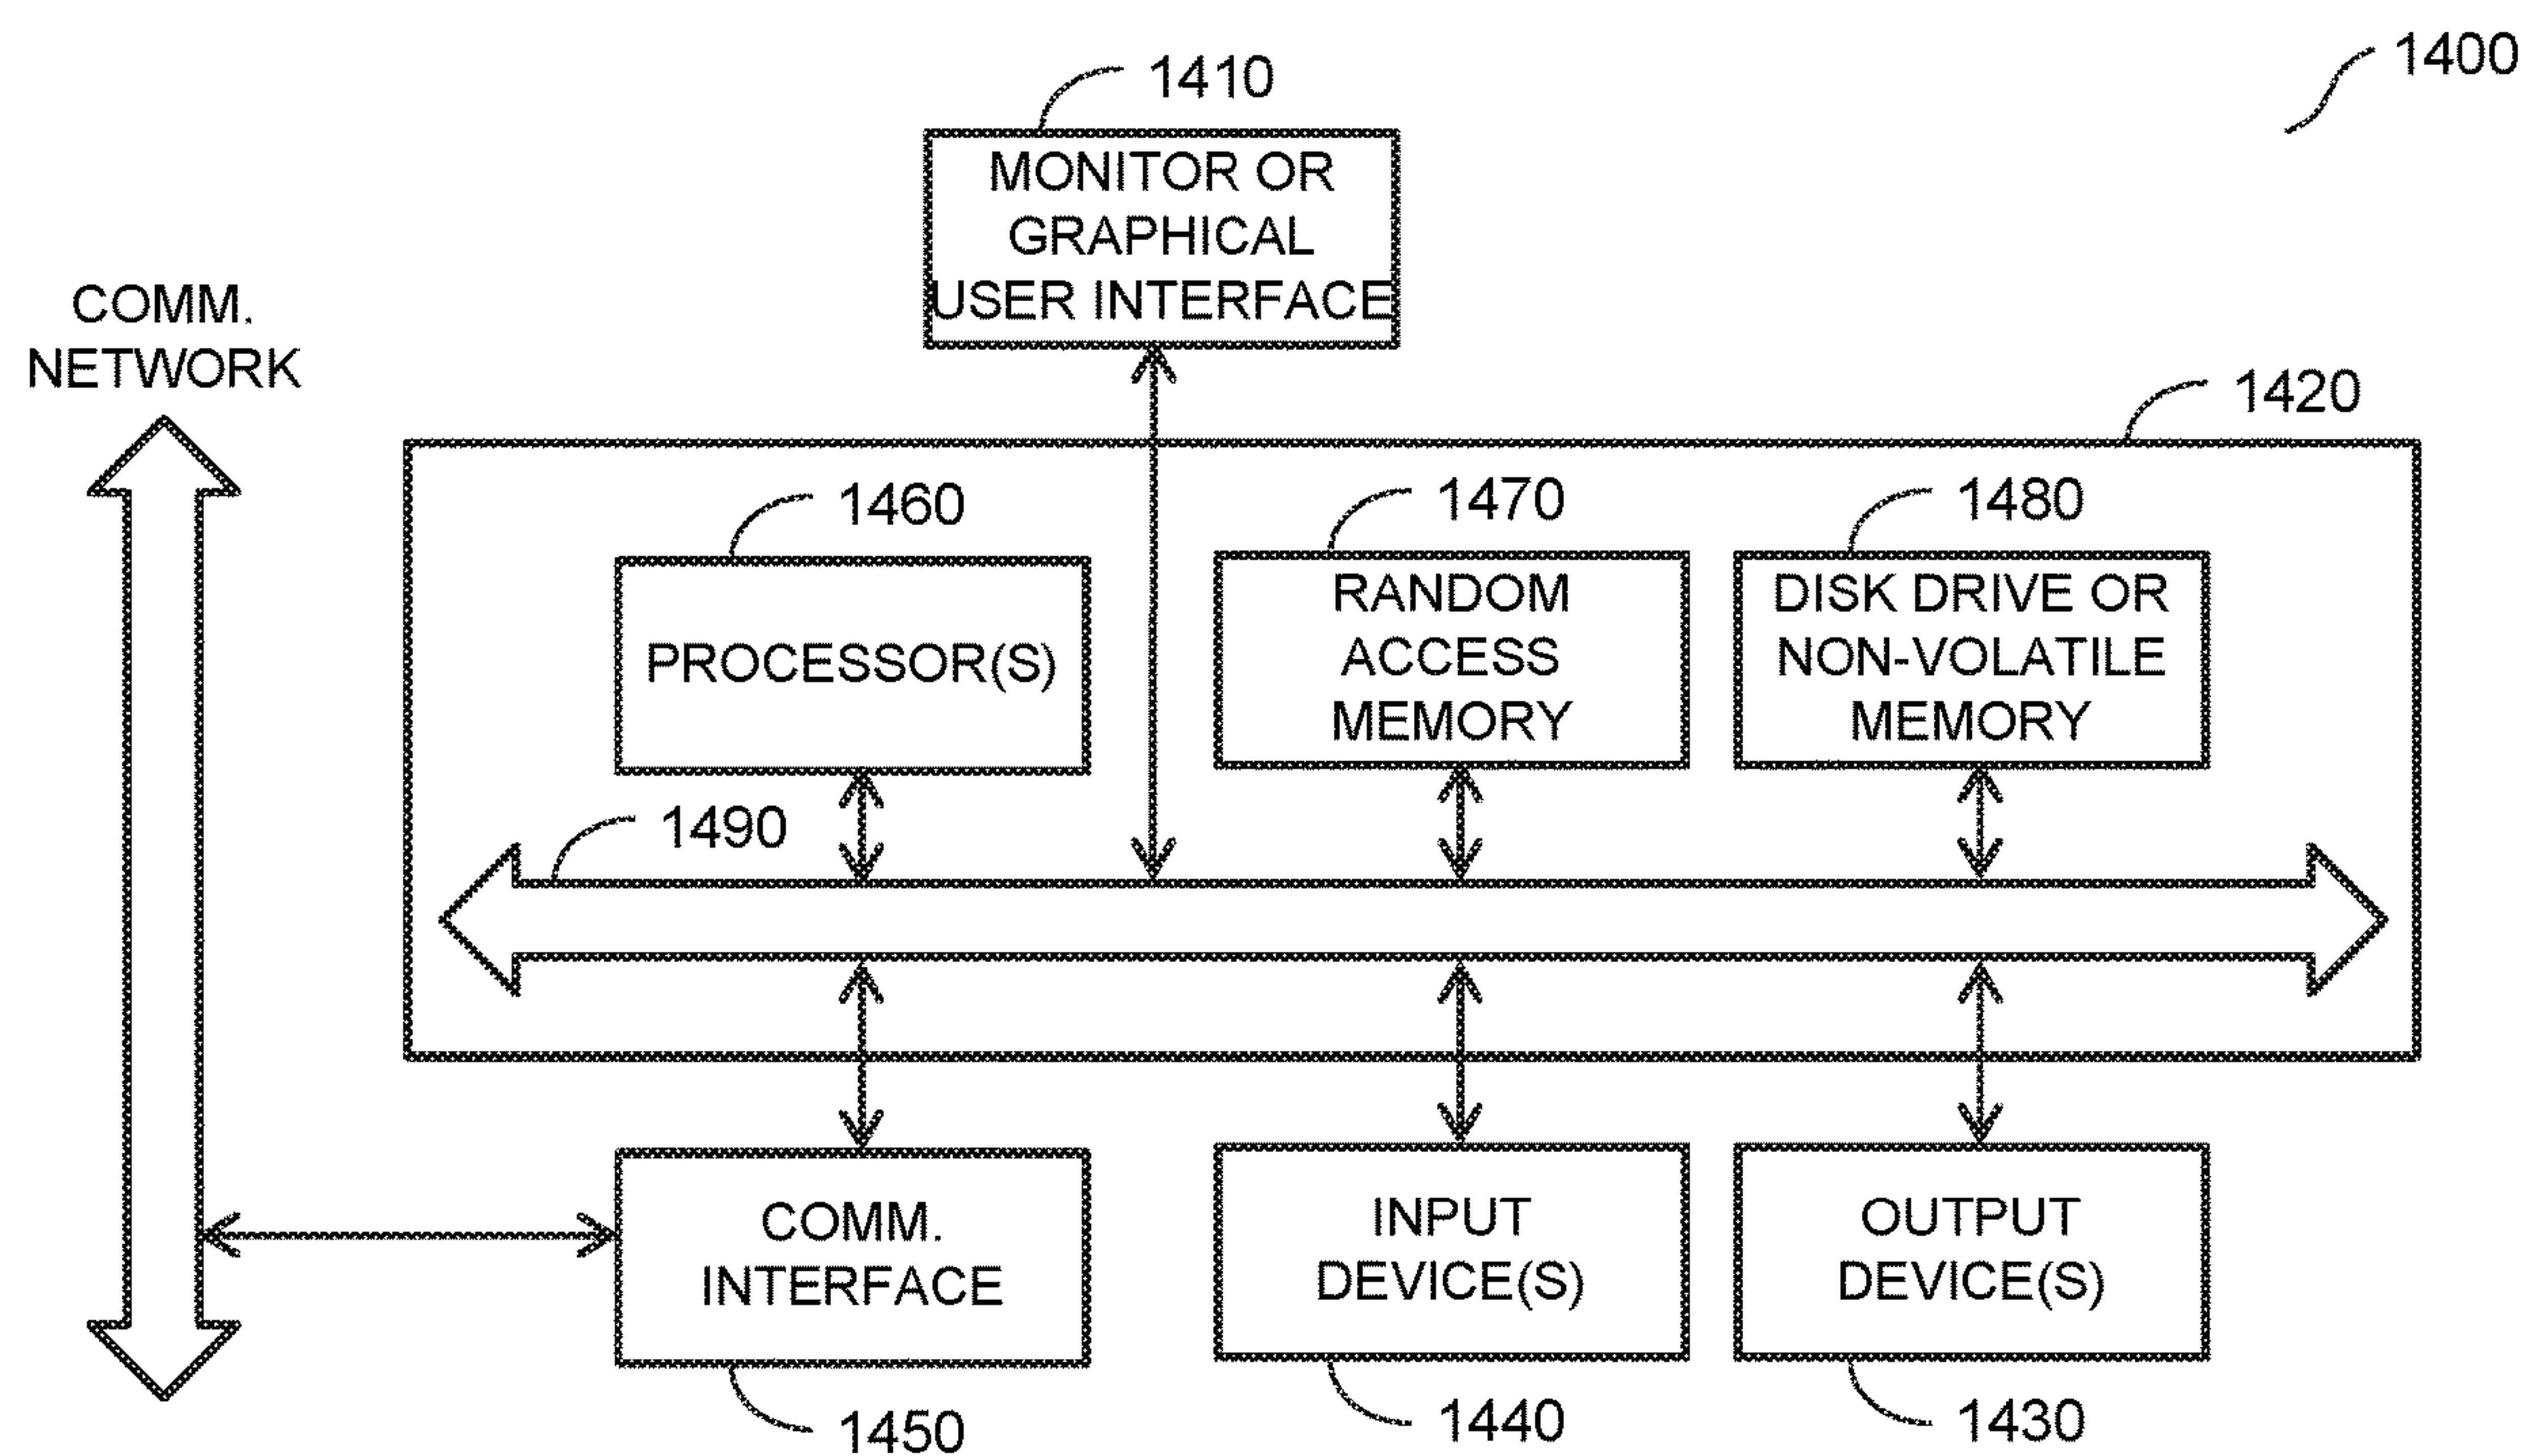 1400
1410
MONITOR OR
GRAPHICAL
USER INTERFACE
COMM.
NETWORK
1420
1460
PROCESSOR(S)
1470
RANDOM
ACCESS
MEMORY
1480
DISK DRIVE OR
NON-VOLATILE
MEMORY
1490
COMM.
INTERFACE
1450
INPUT
DEVICE(S)
1440
OUTPUT
DEVICE(S)
1430